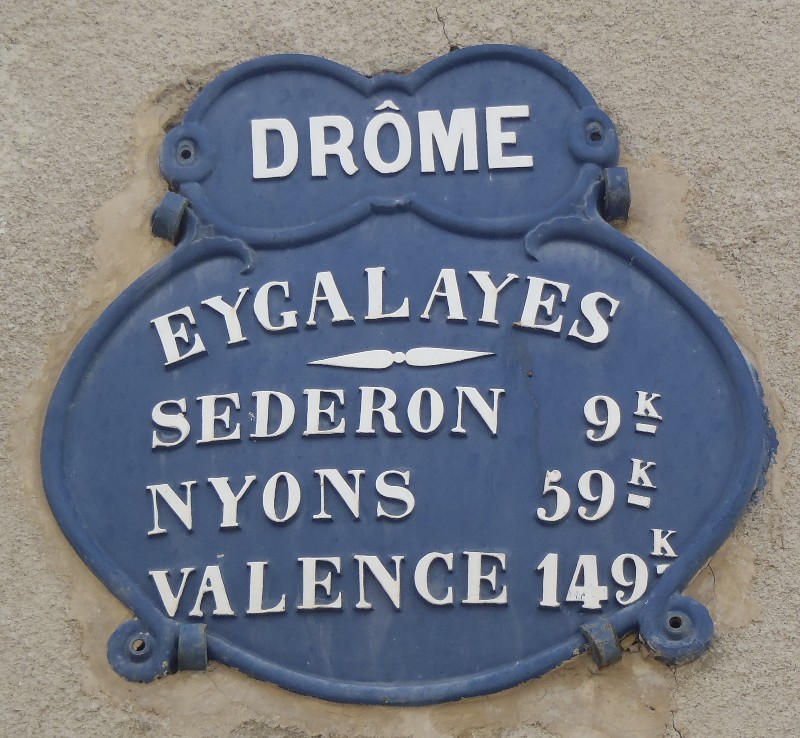 DRÔME
EYGALAYES
SEDERON 9K
NYONS 59K
VALENCE 149K